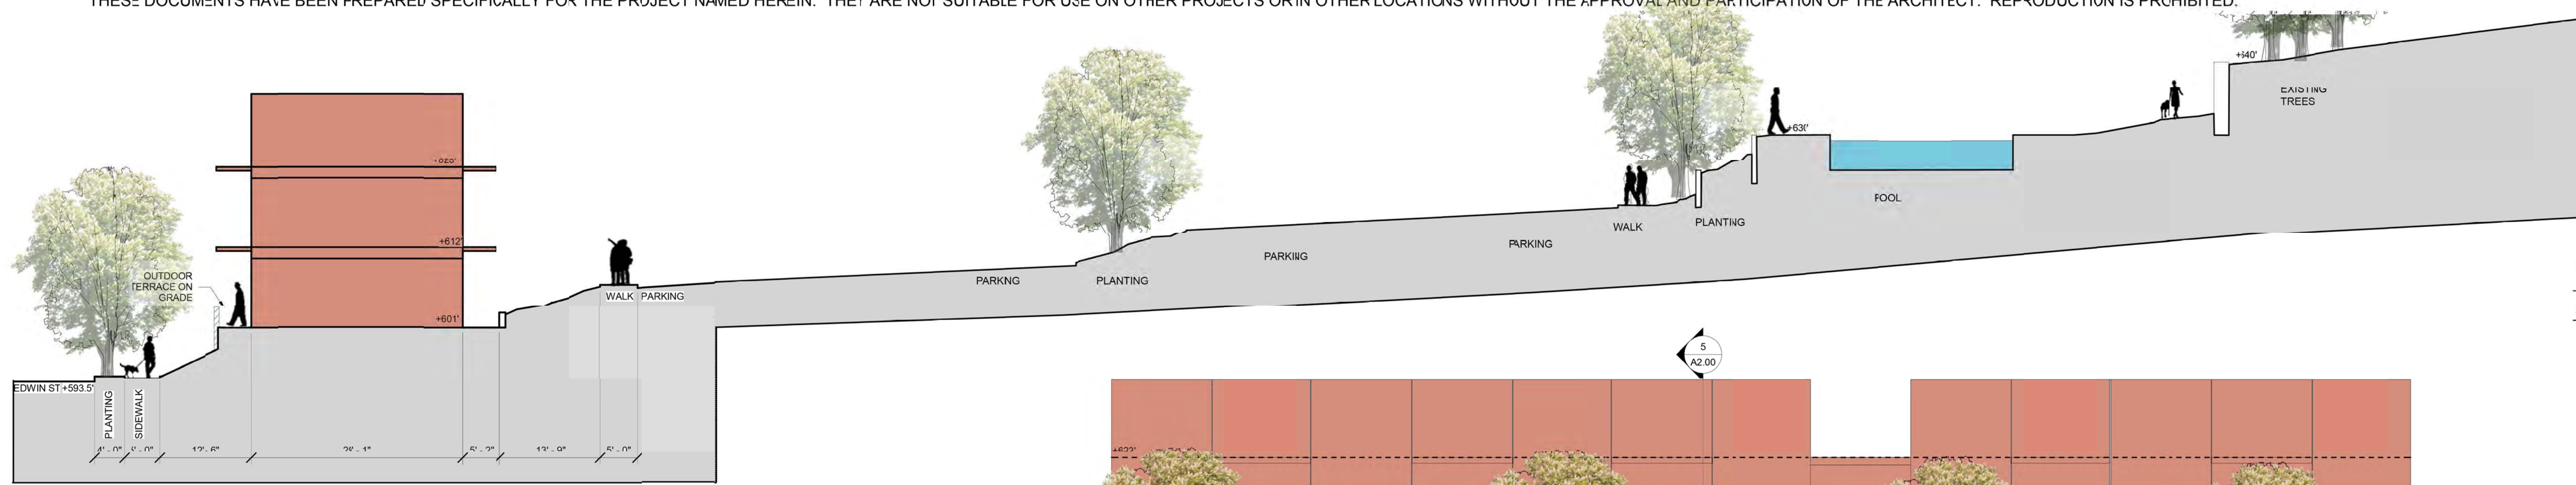 THESE DOCUMENTS HAVE BEEN PREPARED SPECIFICALLY FOR THE PROJECT NAMED HEREIN. THEY ARE NOT SUITABLE FOR USE ON OTHER PROJECTS OR IN OTHER LOCATIONS WITHOUT THE APPROVAL AND PARTICIPATION OF THE ARCHITECT. REPRODUCTION IS PROHIBITED.
+640'
EXISTING
TREES
+630'
POOL
WALK
PLANTING
PARKING
PARKING
PARKNG
PLANTING
+612'
OUTDOOR
TERRACE ON
GRADE
WALK
PARKING
+601'
5
A2.00
EDWIN ST +593.5'
PLANTING
SIDEWALK
4' - 0"
12' - 6"
5' - 2"
13' - 9"
5' - 0"